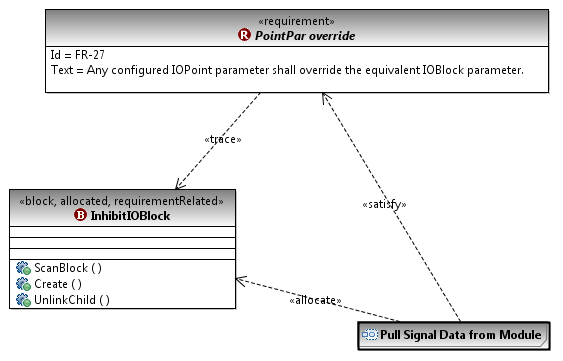 «requirement»
R PointPar override
Id = FR-27
Text = Any configured IOPoint parameter shall override the equivalent IOBlock parameter.
«trace»
«block, allocated, requirementRelated»
B InhibitIOBlock
«satisfy»
ScanBlock ( )
Create ( )
UnlinkChild ( )
«allocate»
Pull Signal Data from Module